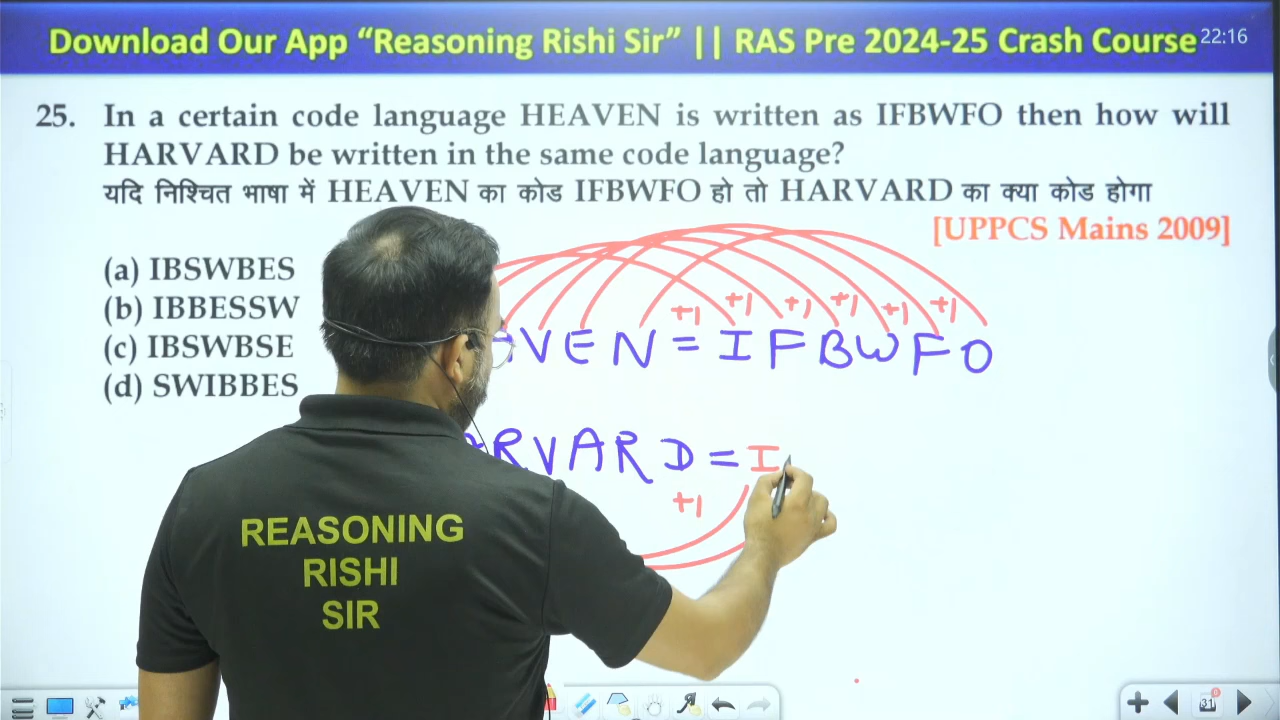 Download Our App “Reasoning Rishi Sir” || RAS Pre 2024-25 Crash Course 22:16
25. In a certain code language HEAVEN is written as IFBWFO then how will
HARVARD be written in the same code language?
यदि निश्चित भाषा में HEAVEN का कोड IFBWFO हो तो HARVARD का क्या कोड होगा
[UPPCS Mains 2009]
(a) IBSWBES
(b) IBBESSW
(c) IBSWBSE
(d) SWIBBES
+1 +1 +1 +1 +1 +1
VEN = IFBWFO
RVARD = I
+1
REASONING
RISHI
SIR
31